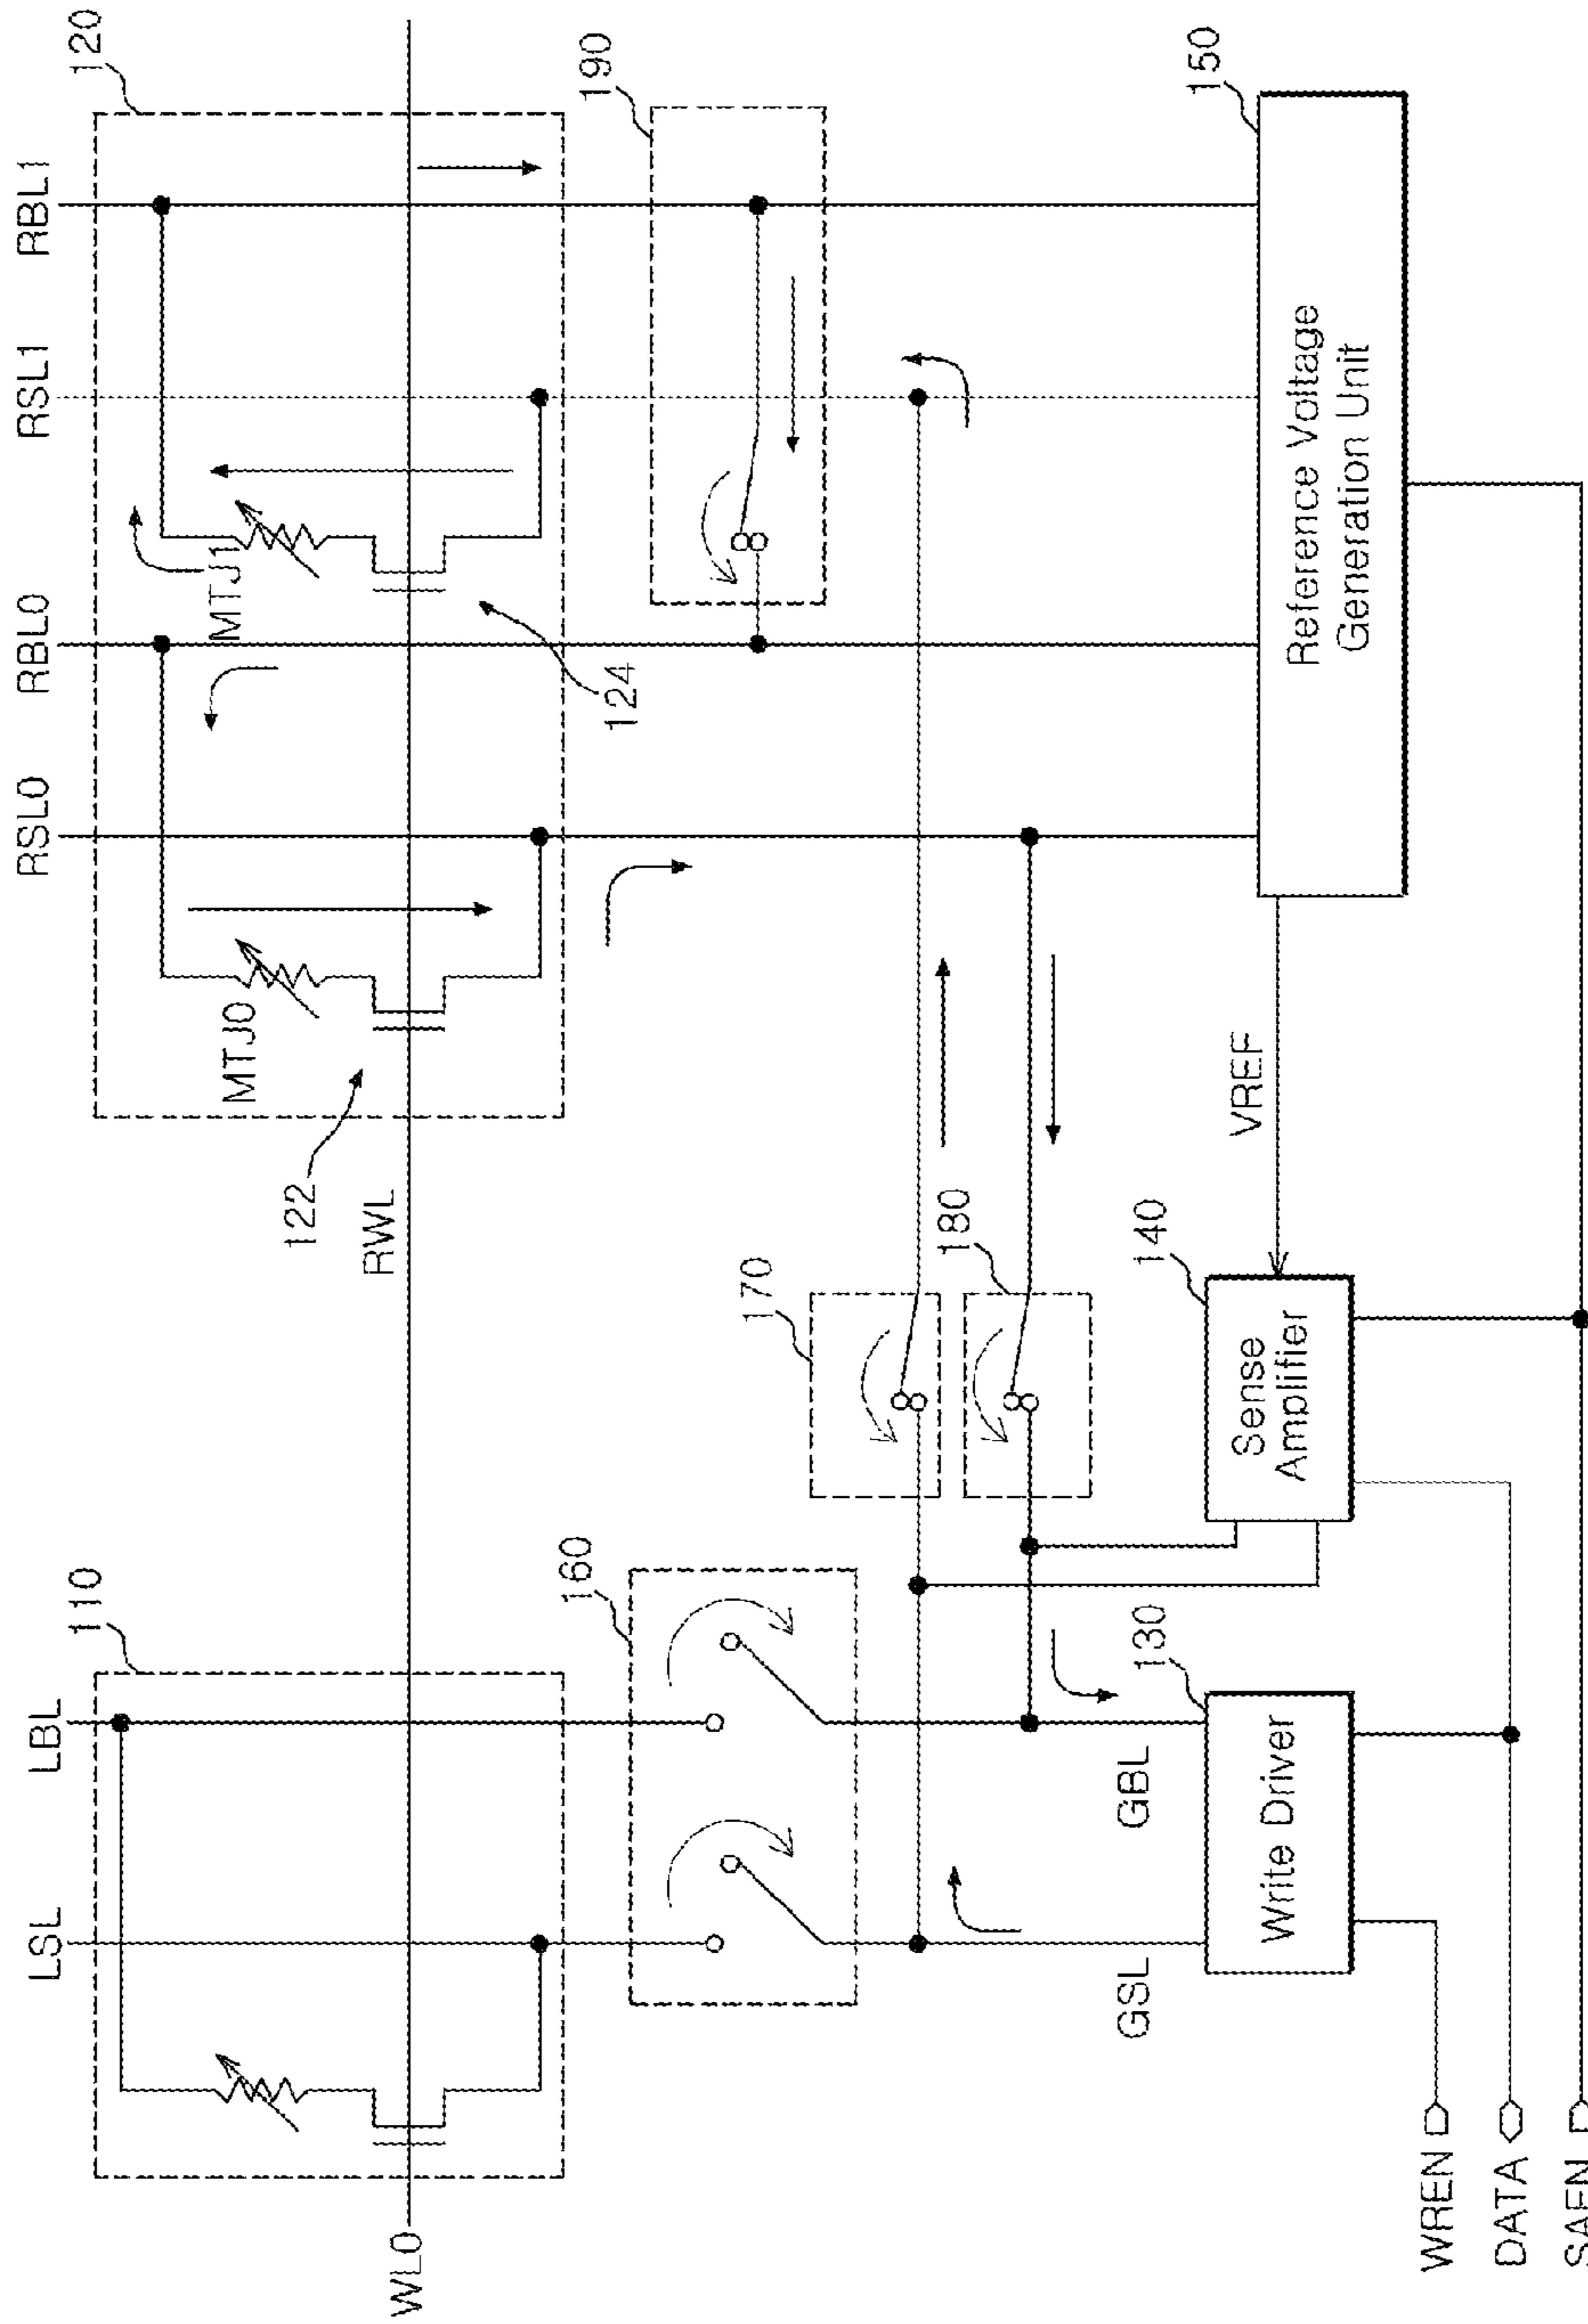 LSL
LBL
RSL0
RBL0
RSL1
RBL1
110
120
MTJ0
MTJ1
122
RWL
WL0
160
124
190
170
180
GSL
GBL
130
140
150
VREF
Write Driver
Sense
Amplifier
Reference Voltage
Generation Unit
WREN
DATA
SAEN